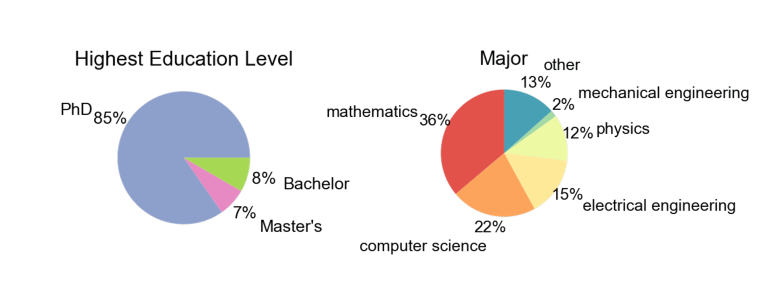 Highest Education Level
PhD
85%
8%
Bachelor
7%
Master's
Major
other
13%
mechanical engineering
2%
mathematics
36%
12%
physics
15%
electrical engineering
22%
computer science